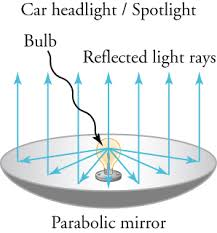 Car headlight / Spotlight
Bulb
Reflected light rays
Parabolic mirror